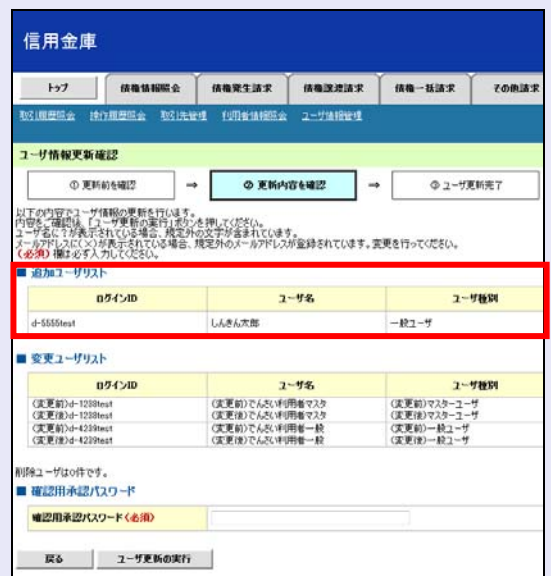 信用金庫
トップ 債権情報照会 債権発生請求 債権譲渡請求 債権一括請求 その他請求
取引履歴照会 操作履歴照会 取引先管理 利用者情報照会 ユーザ情報管理
ユーザ情報更新確認
① 更新前を確認 ⇒ ② 更新内容を確認 ⇒ ③ ユーザ更新完了
以下の内容でユーザ情報の更新を行います。
内容をご確認後、「ユーザ更新の実行」ボタンを押してください。
ユーザ名に?が表示されている場合、規定外の文字が含まれています。
メールアドレスに(×)が表示されている場合、規定外のメールアドレスが登録されています。変更を行ってください。
(必須)欄は必ず入力してください。
■ 追加ユーザリスト
ログインID ユーザ名 ユーザ種別
d-5555test しんきん太郎 一般ユーザ
■ 変更ユーザリスト
ログインID ユーザ名 ユーザ種別
(変更前)d-1238test (変更前)でんさい利用者マスタ (変更前)マスターユーザ
(変更後)d-1238test (変更後)でんさい利用者マスタ (変更後)マスターユーザ
(変更前)d-4239test (変更前)でんさい利用者一般 (変更前)一般ユーザ
(変更後)d-4239test (変更後)でんさい利用者一般 (変更後)一般ユーザ
削除ユーザは0件です。
■ 確認用承認パスワード
確認用承認パスワード(必須)
戻る ユーザ更新の実行